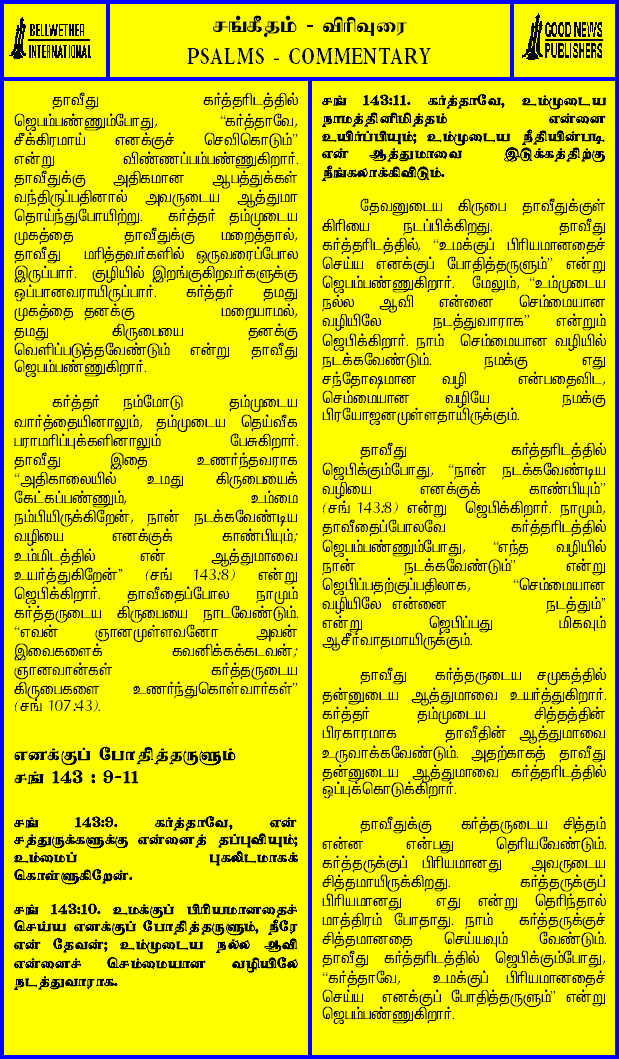 BELLWETHER
INTERNATIONAL
சங்கீதம் - விரிவுரை
PSALMS - COMMENTARY
GOOD NEWS
PUBLISHERS
தாவீது கர்த்தரிடத்தில்
ஜெபம்பண்ணும்போது, “கர்த்தாவே,
சீக்கிரமாய் எனக்குச் செவிகொடும்”
என்று விண்ணப்பம்பண்ணுகிறார்.
தாவீதுக்கு அதிகமான ஆபத்துக்கள்
வந்திருப்பதினால் அவருடைய ஆத்துமா
தொய்ந்துபோயிற்று. கர்த்தர் தம்முடைய
முகத்தை தாவீதுக்கு மறைத்தால்,
தாவீது மரித்தவர்களில் ஒருவரைப்போல
இருப்பார். குழியில் இறங்குகிறவர்களுக்கு
ஒப்பானவராயிருப்பார். கர்த்தர் தமது
முகத்தை தனக்கு மறையாமல்,
தமது கிருபையை தனக்கு
வெளிப்படுத்தவேண்டும் என்று தாவீது
ஜெபம்பண்ணுகிறார்.
கர்த்தர் நம்மோடு தம்முடைய
வார்த்தையினாலும், தம்முடைய தெய்வீக
பராமரிப்புக்களினாலும் பேசுகிறார்.
தாவீது இதை உணர்ந்தவராக
“அதிகாலையில் உமது கிருபையைக்
கேட்கப்பண்ணும், உம்மை
நம்பியிருக்கிறேன், நான் நடக்கவேண்டிய
வழியை எனக்குக் காண்பியும்;
உம்மிடத்தில் என் ஆத்துமாவை
உயர்த்துகிறேன்” (சங் 143:8) என்று
ஜெபிக்கிறார். தாவீதைப்போல நாமும்
கர்த்தருடைய கிருபையை நாடவேண்டும்.
“எவன் ஞானமுள்ளவனோ அவன்
இவைகளைக் கவனிக்கக்கடவன்;
ஞானவான்கள் கர்த்தருடைய
கிருபைகளை உணர்ந்துகொள்வார்கள்”
(சங் 107:43).
எனக்குப் போதித்தருளும்
சங் 143 : 9-11
சங் 143:9. கர்த்தாவே, என்
சத்துருக்களுக்கு என்னைத் தப்புவியும்;
உம்மைப் புகலிடமாகக்
கொள்ளுகிறேன்.
சங் 143:10. உமக்குப் பிரியமானதைச்
செய்ய எனக்குப் போதித்தருளும், நீரே
என் தேவன்; உம்முடைய நல்ல ஆவி
என்னைச் செம்மையான வழியிலே
நடத்துவாராக.
சங் 143:11. கர்த்தாவே, உம்முடைய
நாமத்தினிமித்தம் என்னை
உயிர்ப்பியும்; உம்முடைய நீதியின்படி
என் ஆத்துமாவை இடுக்கத்திற்கு
நீங்கலாக்கிவிடும்.
தேவனுடைய கிருபை தாவீதுக்குள்
கிரியை நடப்பிக்கிறது. தாவீது
கர்த்தரிடத்தில், “உமக்குப் பிரியமானதைச்
செய்ய எனக்குப் போதித்தருளும்” என்று
ஜெபம்பண்ணுகிறார். மேலும், “உம்முடைய
நல்ல ஆவி என்னை செம்மையான
வழியிலே நடத்துவாராக” என்றும்
ஜெபிக்கிறார். நாம் செம்மையான வழியில்
நடக்கவேண்டும். நமக்கு எது
சந்தோஷமான வழி என்பதைவிட,
செம்மையான வழியே நமக்கு
பிரயோஜனமுள்ளதாயிருக்கும்.
தாவீது கர்த்தரிடத்தில்
ஜெபிக்கும்போது, “நான் நடக்கவேண்டிய
வழியை எனக்குக் காண்பியும்”
(சங் 143:8) என்று ஜெபிக்கிறார். நாமும்,
தாவீதைப்போலவே கர்த்தரிடத்தில்
ஜெபம்பண்ணும்போது, “எந்த வழியில்
நான் நடக்கவேண்டும்” என்று
ஜெபிப்பதற்குப்பதிலாக, “செம்மையான
வழியிலே என்னை நடத்தும்”
என்று ஜெபிப்பது மிகவும்
ஆசீர்வாதமாயிருக்கும்.
தாவீது கர்த்தருடைய சமுகத்தில்
தன்னுடைய ஆத்துமாவை உயர்த்துகிறார்.
கர்த்தர் தம்முடைய சித்தத்தின்
பிரகாரமாக தாவீதின் ஆத்துமாவை
உருவாக்கவேண்டும். அதற்காகத் தாவீது
தன்னுடைய ஆத்துமாவை கர்த்தரிடத்தில்
ஒப்புக்கொடுக்கிறார்.
தாவீதுக்கு கர்த்தருடைய சித்தம்
என்ன என்பது தெரியவேண்டும்.
கர்த்தருக்குப் பிரியமானது அவருடைய
சித்தமாயிருக்கிறது. கர்த்தருக்குப்
பிரியமானது எது என்று தெரிந்தால்
மாத்திரம் போதாது. நாம் கர்த்தருக்குச்
சித்தமானதை செய்யவும் வேண்டும்.
தாவீது கர்த்தரிடத்தில் ஜெபிக்கும்போது,
“கர்த்தாவே, உமக்குப் பிரியமானதைச்
செய்ய எனக்குப் போதித்தருளும்” என்று
ஜெபம்பண்ணுகிறார்.